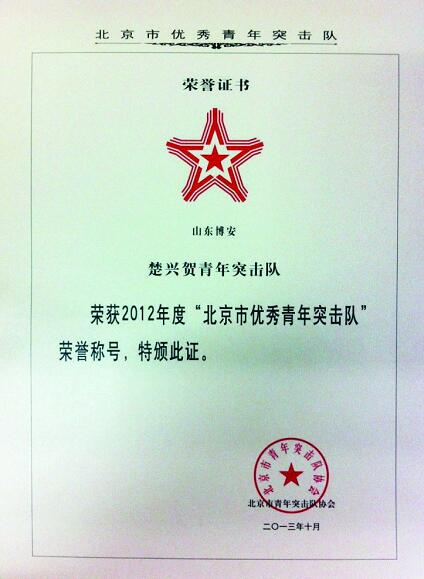 北京市优秀青年突击队
荣誉证书
山东博安
楚兴贺青年突击队
荣获2012年度“北京市优秀青年突击队”
荣誉称号，特颁此证。
北京市青年突击队协会
北京市青年突击队协会
二〇一三年十月